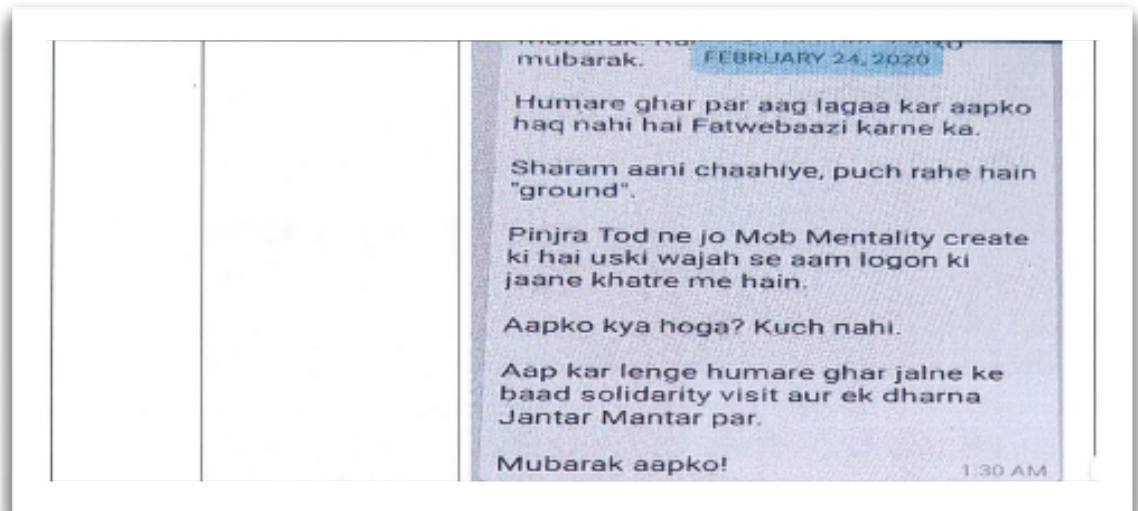 mubarak.
FEBRUARY 24, 2020
Humare ghar par aag lagaa kar aapko
haq nahi hai Fatwebaazi karne ka.
Sharam aani chaahiye, puch rahe hain
"ground".
Pinjra Tod ne jo Mob Mentality create
ki hai uski wajah se aam logon ki
jaane khatre me hain.
Aapko kya hoga? Kuch nahi.
Aap kar lenge humare ghar jalne ke
baad solidarity visit aur ek dharna
Jantar Mantar par.
Mubarak aapko!
1:30 AM